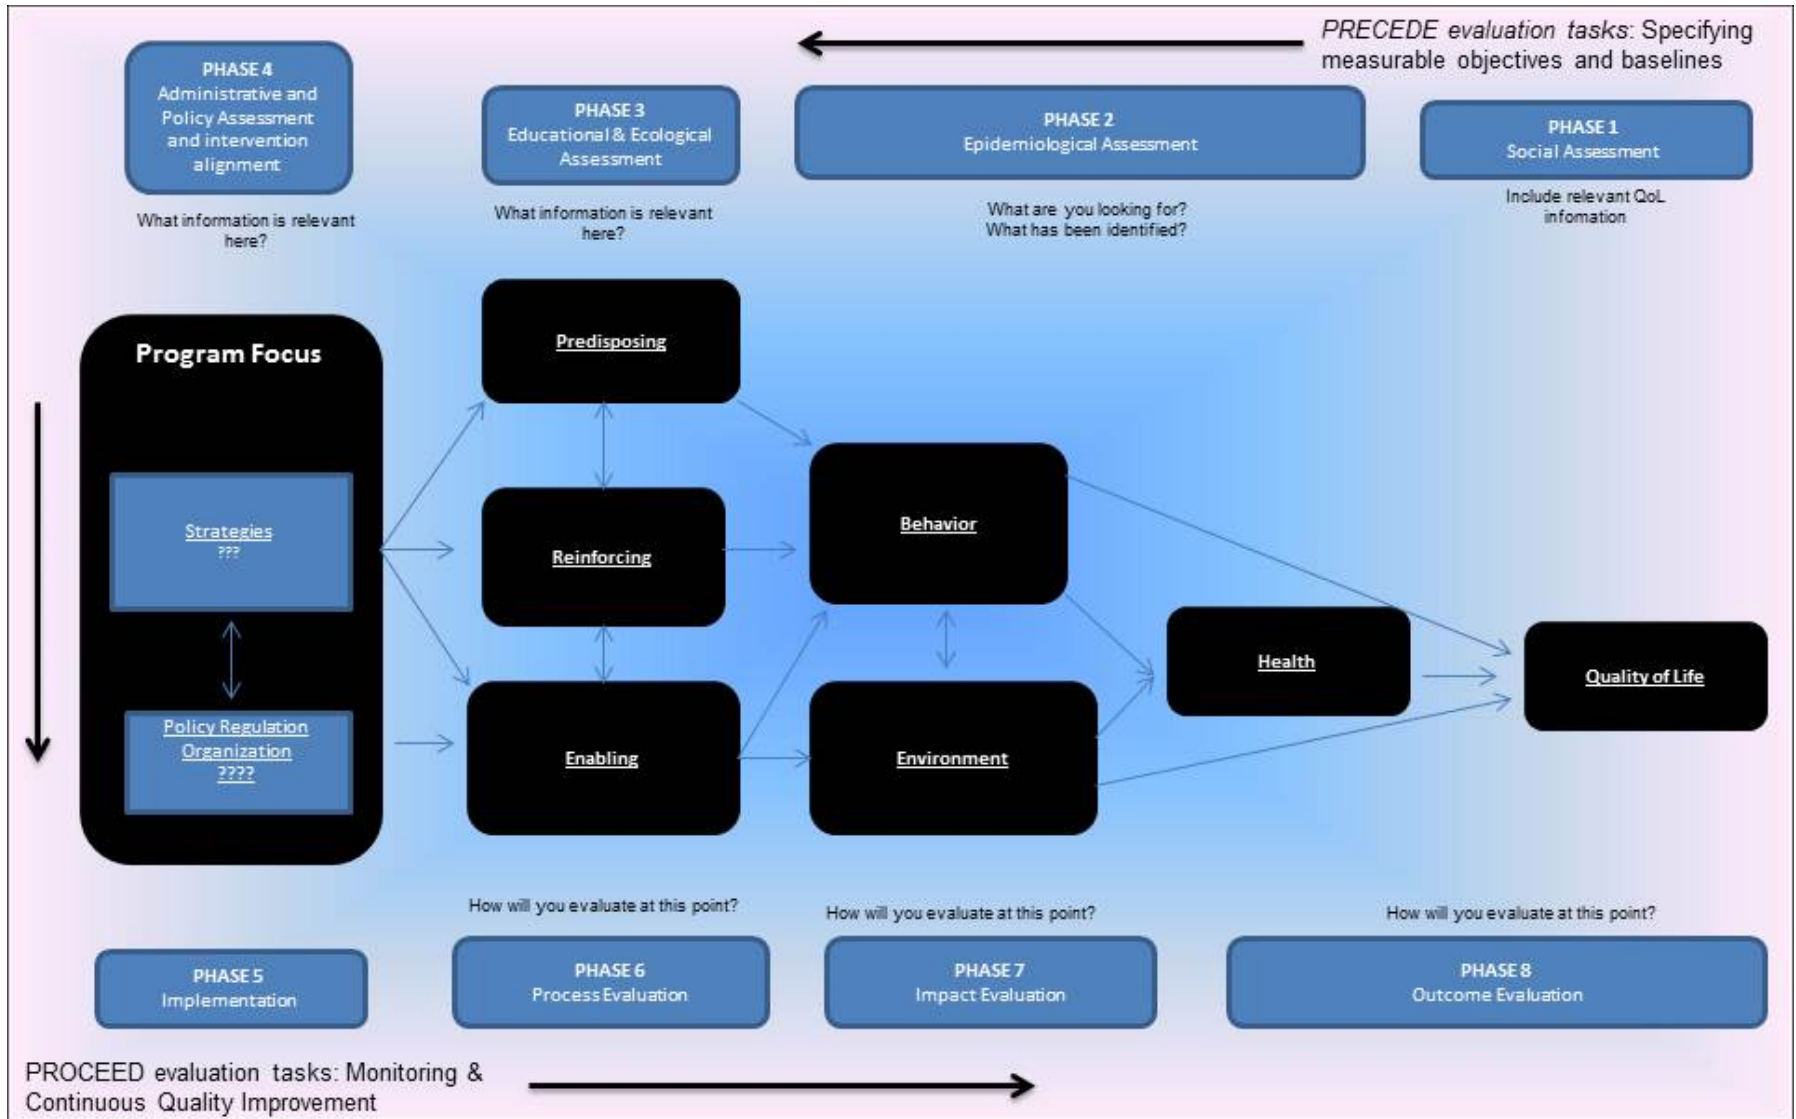 PRECEDE evaluation tasks: Specifying
measurable objectives and baselines
PHASE 4
Administrative and
Policy Assessment
and intervention
alignment
PHASE 3
Educational & Ecological
Assessment
PHASE 2
Epidemiological Assessment
PHASE 1
Social Assessment
What information is relevant
here?
What information is relevant
here?
What are you looking for?
What has been identified?
Include relevant QoL
infomation
Program Focus
Strategies
???
Policy Regulation
Organization
????
Predisposing
Reinforcing
Enabling
Behavior
Environment
Health
Quality of Life
How will you evaluate at this point?
How will you evaluate at this point?
How will you evaluate at this point?
PHASE 5
Implementation
PHASE 6
Process Evaluation
PHASE 7
Impact Evaluation
PHASE 8
Outcome Evaluation
PROCEED evaluation tasks: Monitoring &
Continuous Quality Improvement